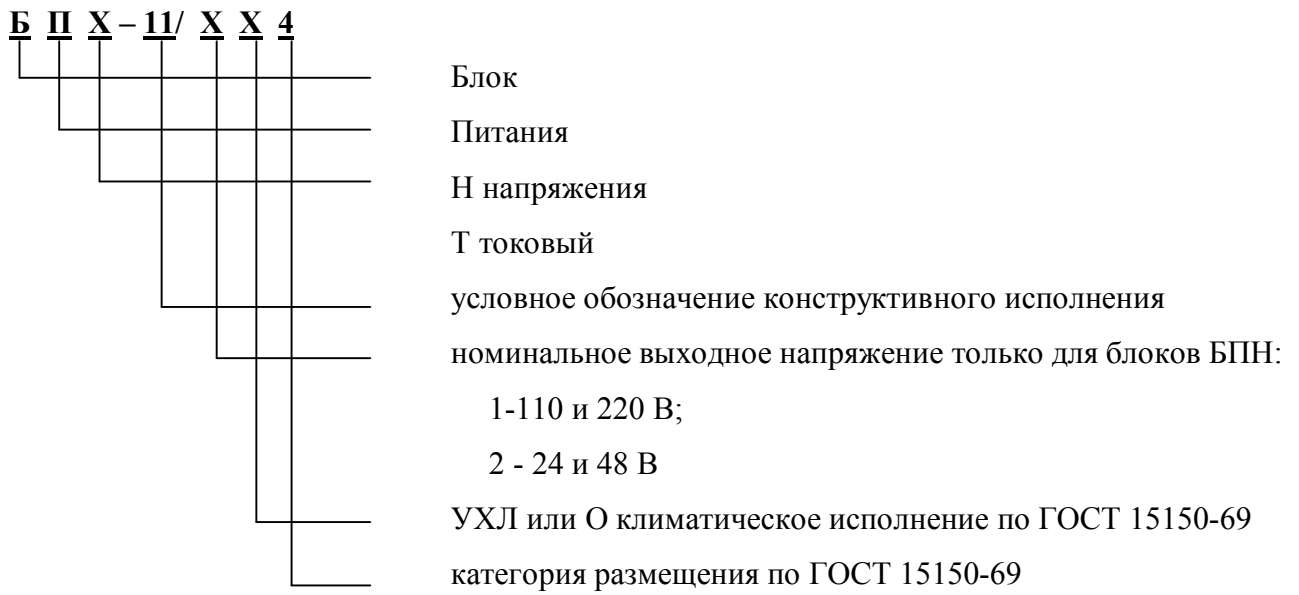 Б П Х – 11/ Х Х 4
Блок
Питания
Н напряжения
Т токовый
условное обозначение конструктивного исполнения
номинальное выходное напряжение только для блоков БПН:
1-110 и 220 В;
2 - 24 и 48 В
УХЛ или О климатическое исполнение по ГОСТ 15150-69
категория размещения по ГОСТ 15150-69